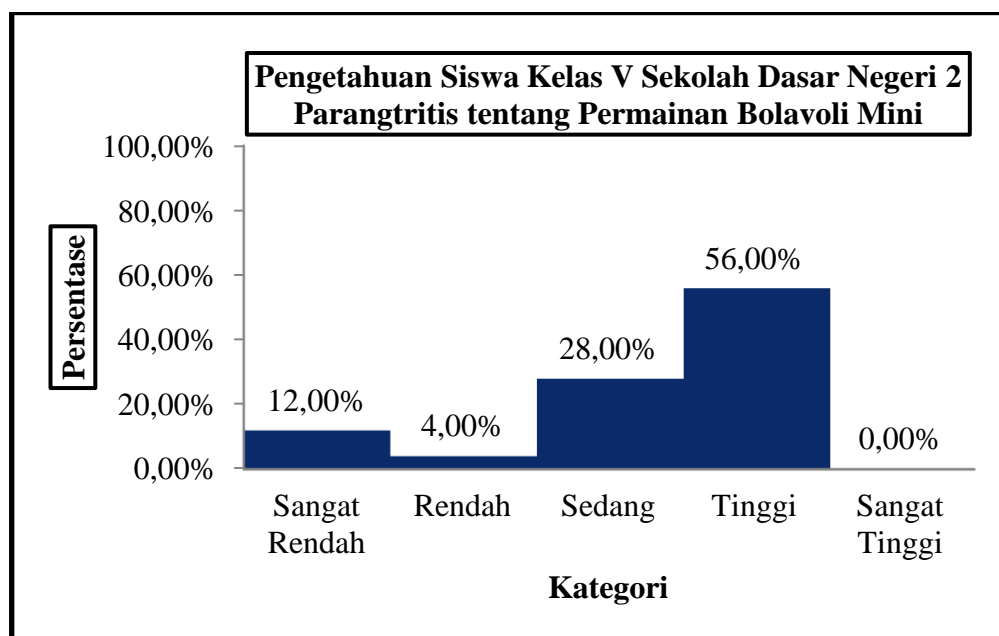 Pengetahuan Siswa Kelas V Sekolah Dasar Negeri 2
Parangtritis tentang Permainan Bolavoli Mini
Persentase
100,00%
80,00%
60,00%
40,00%
20,00%
0,00%
12,00%
4,00%
28,00%
56,00%
0,00%
Sangat
Rendah
Rendah
Sedang
Tinggi
Sangat
Tinggi
Kategori